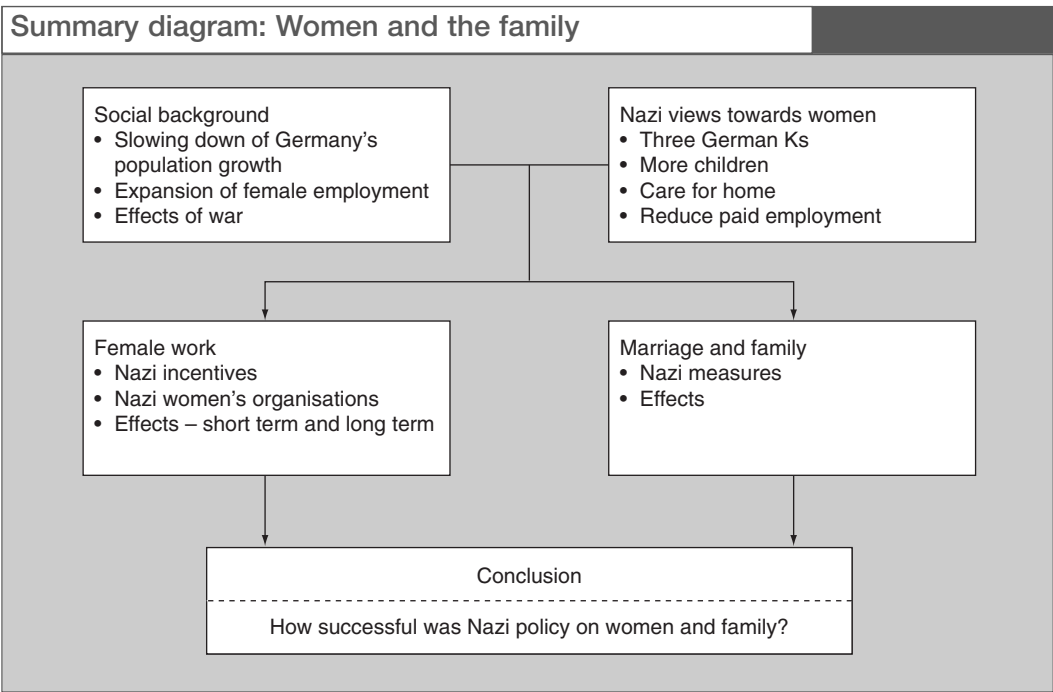 Summary diagram: Women and the family
Social background
• Slowing down of Germany's
population growth
• Expansion of female employment
• Effects of war
Nazi views towards women
• Three German Ks
• More children
• Care for home
• Reduce paid employment
Female work
• Nazi incentives
• Nazi women's organisations
• Effects – short term and long term
Marriage and family
• Nazi measures
• Effects
Conclusion
How successful was Nazi policy on women and family?